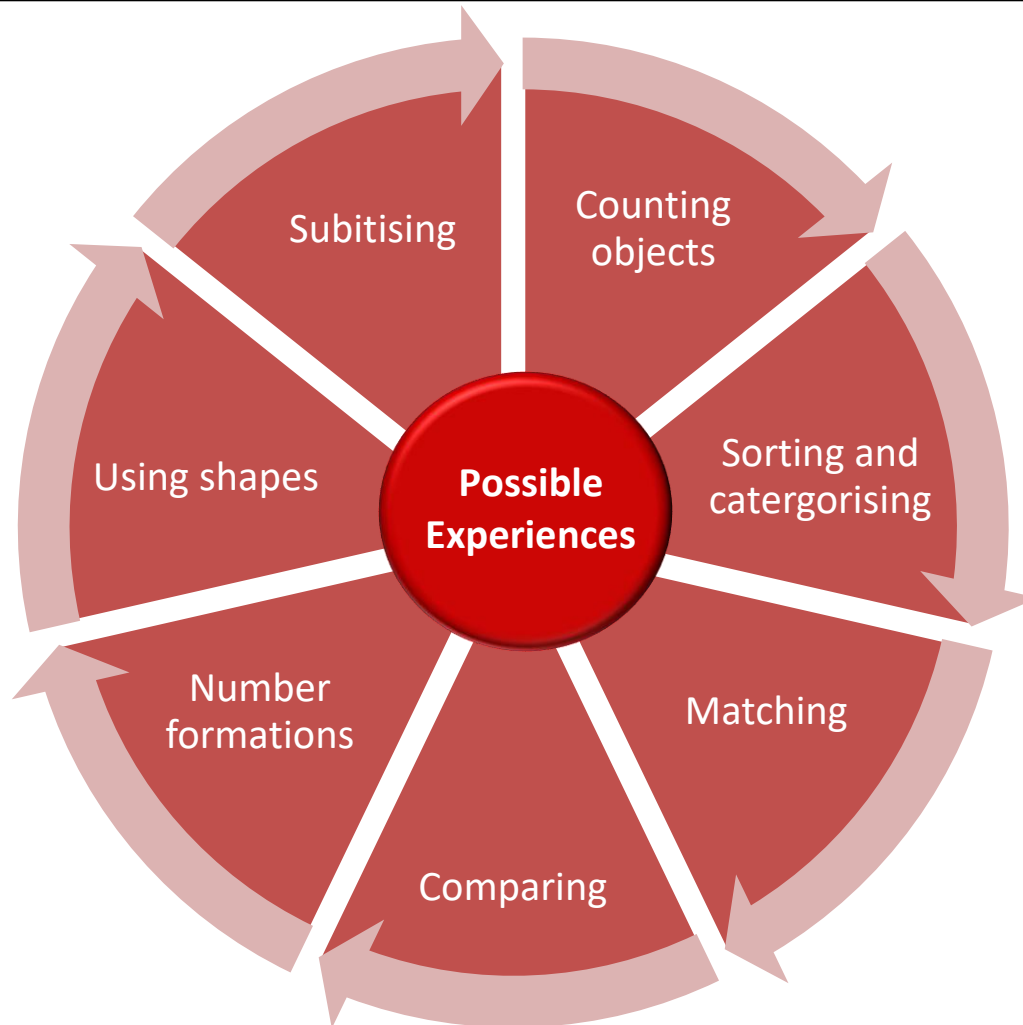 Subitising
Counting
objects
Using shapes
Possible
Experiences
Sorting and
catergorising
Number
formations
Matching
Comparing